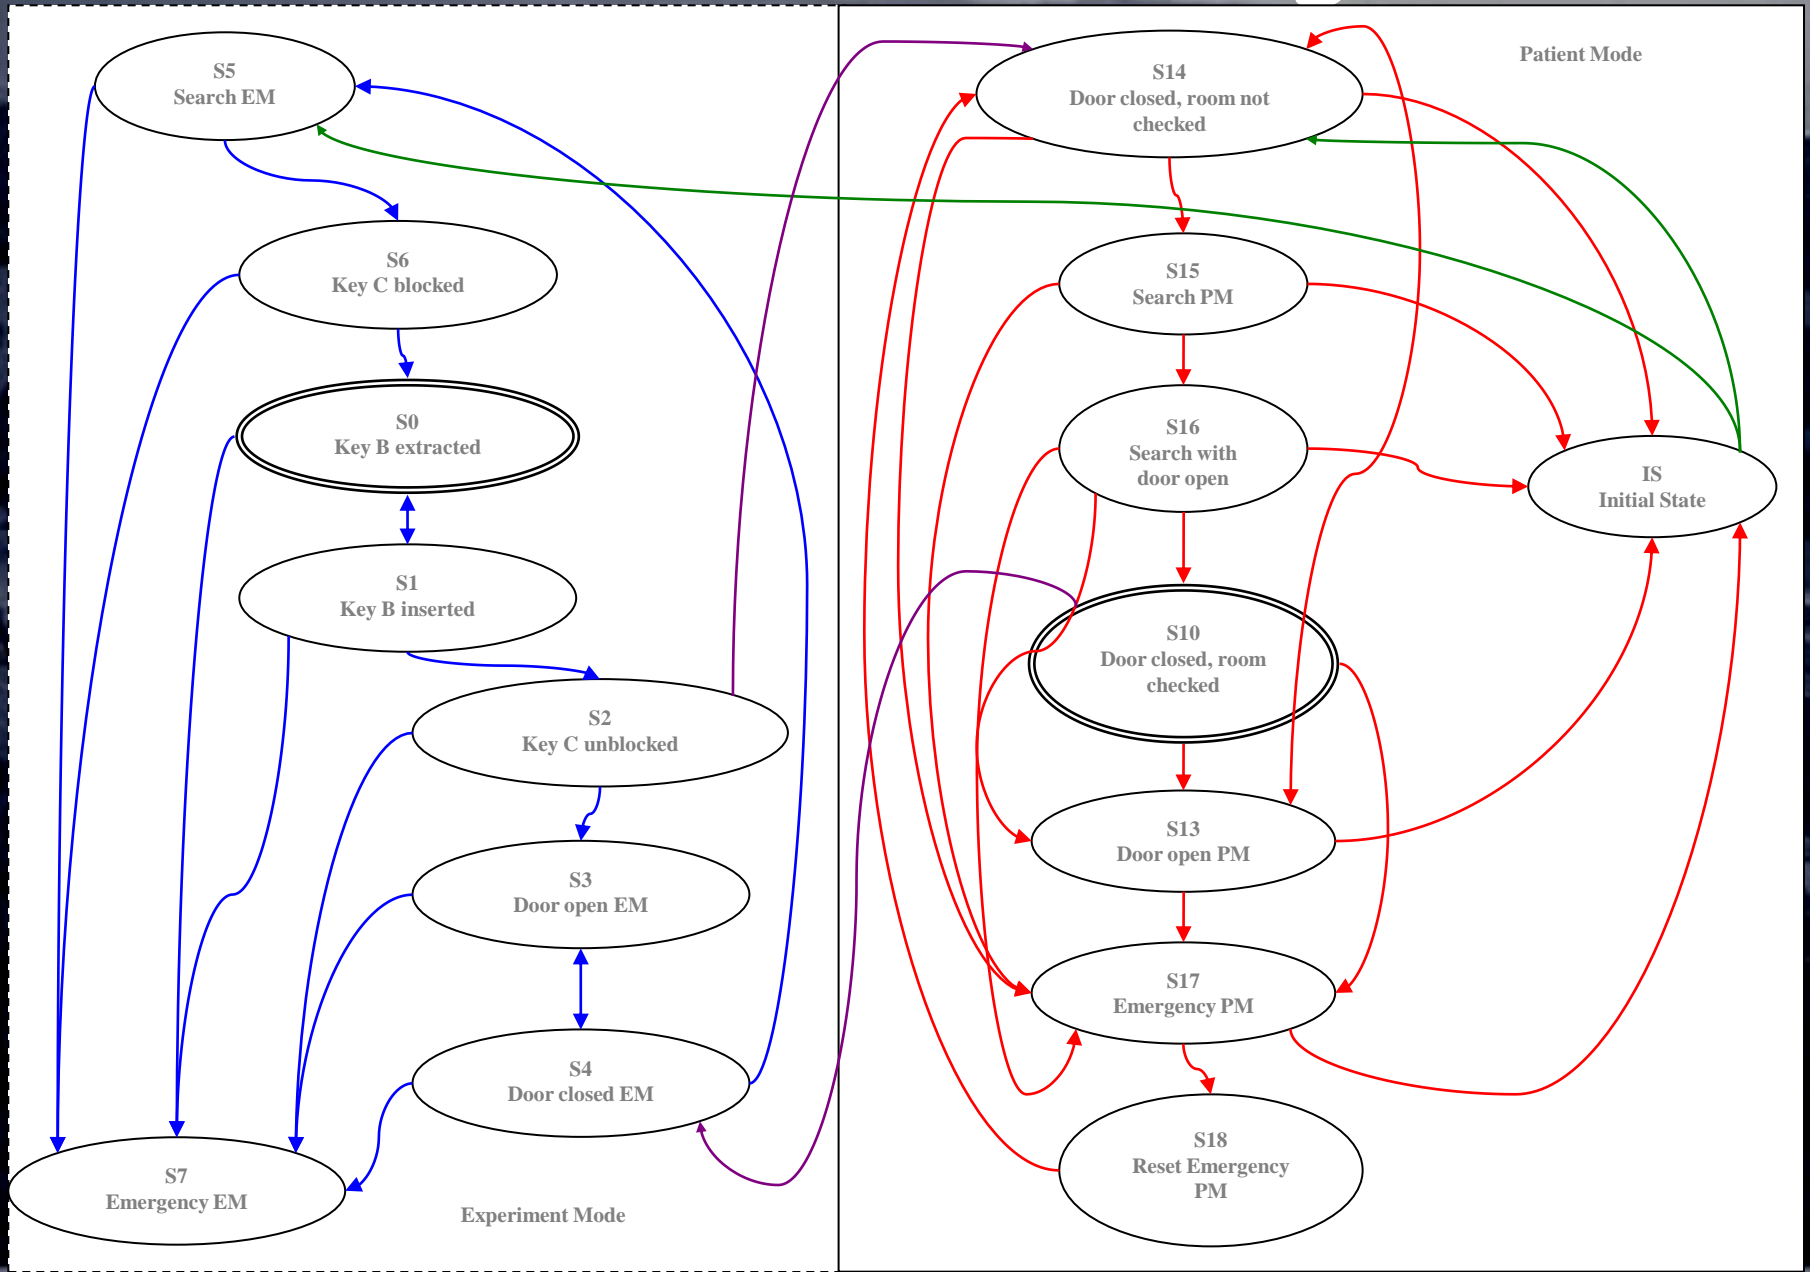 S5
Search EM
S6
Key C blocked
S0
Key B extracted
S1
Key B inserted
S2
Key C unblocked
S3
Door open EM
S4
Door closed EM
S7
Emergency EM
Experiment Mode
Patient Mode
S14
Door closed, room not
checked
S15
Search PM
S16
Search with
door open
IS
Initial State
S10
Door closed, room
checked
S13
Door open PM
S17
Emergency PM
S18
Reset Emergency
PM